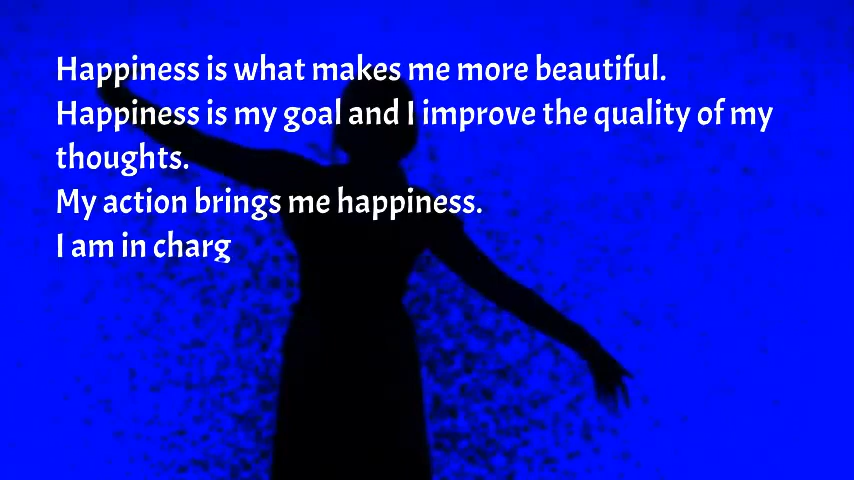 Happiness is what makes me more beautiful.
Happiness is my goal and I improve the quality of my
thoughts.
My action brings me happiness.
I am in charg